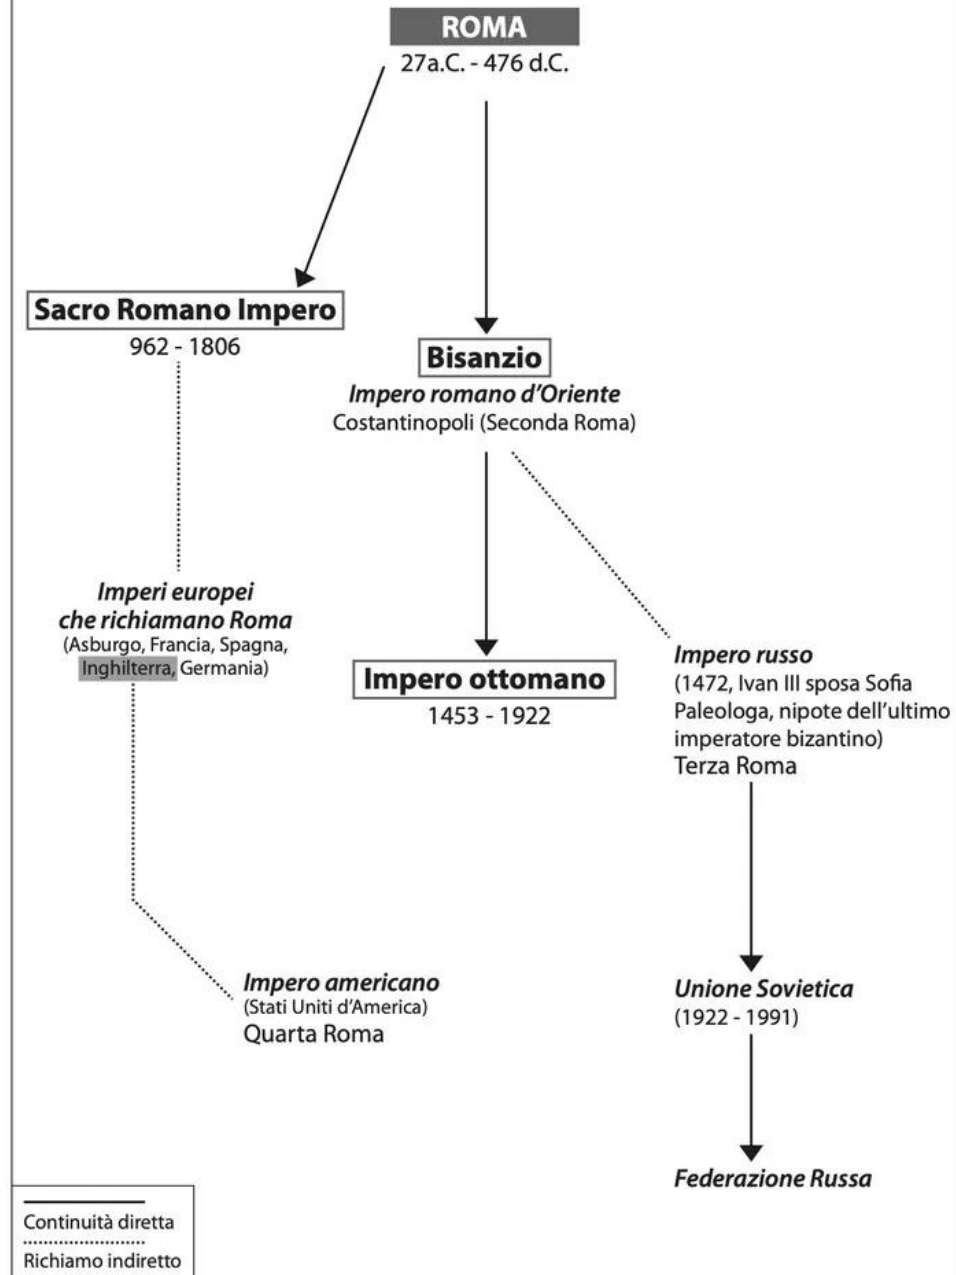 ROMA
27a.C. - 476 d.C.
Sacro Romano Impero
962 - 1806
Bisanzio
Impero romano d'Oriente
Costantinopoli (Seconda Roma)
Imperi europei
che richiamano Roma
(Asburgo, Francia, Spagna,
Inghilterra, Germania)
Impero ottomano
1453 - 1922
Impero russo
(1472, Ivan III sposa Sofia
Paleologa, nipote dell'ultimo
imperatore bizantino)
Terza Roma
Impero americano
(Stati Uniti d'America)
Quarta Roma
Unione Sovietica
(1922 - 1991)
Federazione Russa
Continuità diretta
Richiamo indiretto